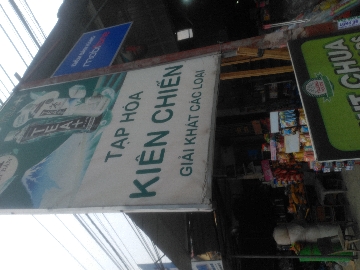 TEA+
TẠP HÓA
KIÊN CHIẾN
GIẢI KHÁT CÁC LOẠI
CHUA